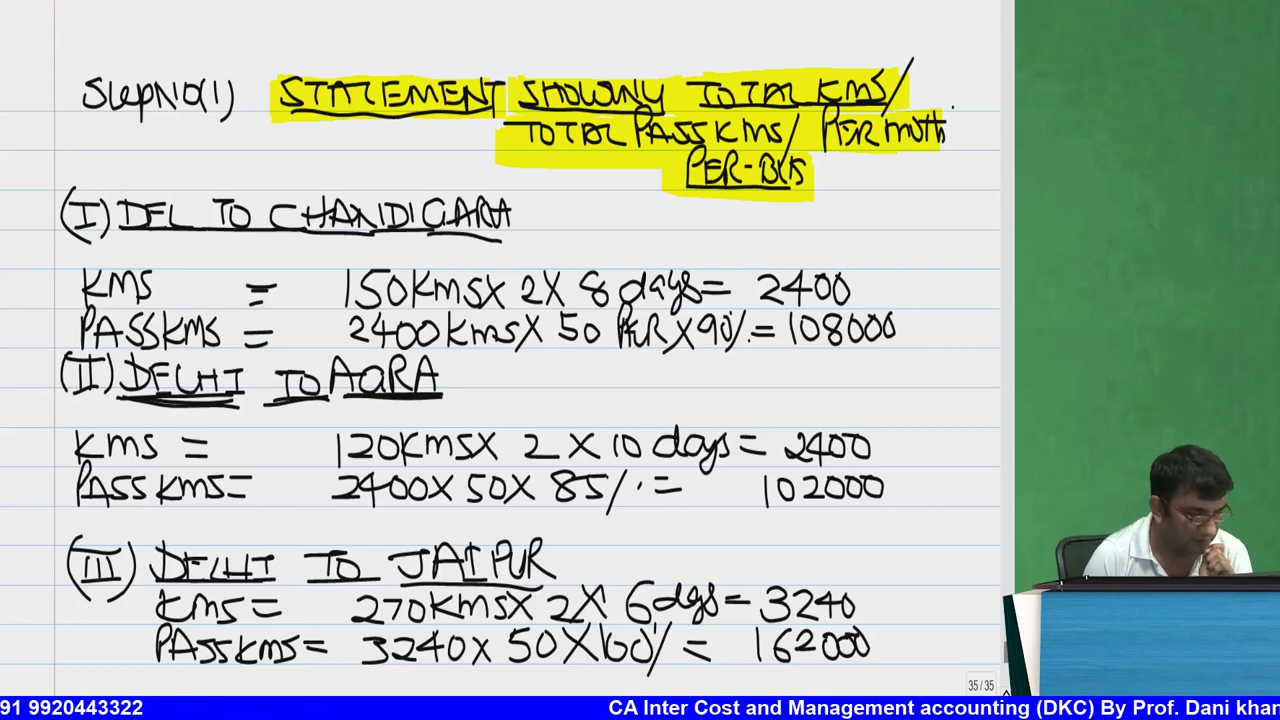 StepNO(1) STATEMENT SHOWING TOTAL KMS/
TOTAL PASS KMS/ PER MOTH
PER-BUS
(I) DEL TO CHANDIGARH
KMS = 150 KMS X 2 X 8 days = 2400
PASS KMS = 2400 KMS X 50 PER X 90% = 108000
(II) DELHI TO AGRA
KMS = 120 KMS X 2 X 10 days = 2400
PASS KMS = 2400 X 50 X 85% = 102000
(III) DELHI TO JAIPUR
KMS = 270 KMS X 2 X 6 days = 3240
PASS KMS = 3240 X 50 X 100% = 162000
35 / 35
91 9920443322 CA Inter Cost and Management accounting (DKC) By Prof. Dani khan